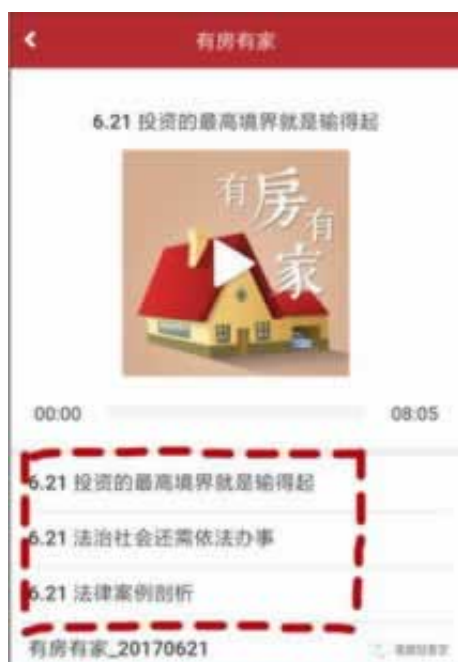 有房有家
6.21 投资的最高境界就是输得起
有房有家
00:00
08:05
6.21 投资的最高境界就是输得起
6.21 法治社会还需依法办事
6.21 法律案例剖析
有房有家_20170621